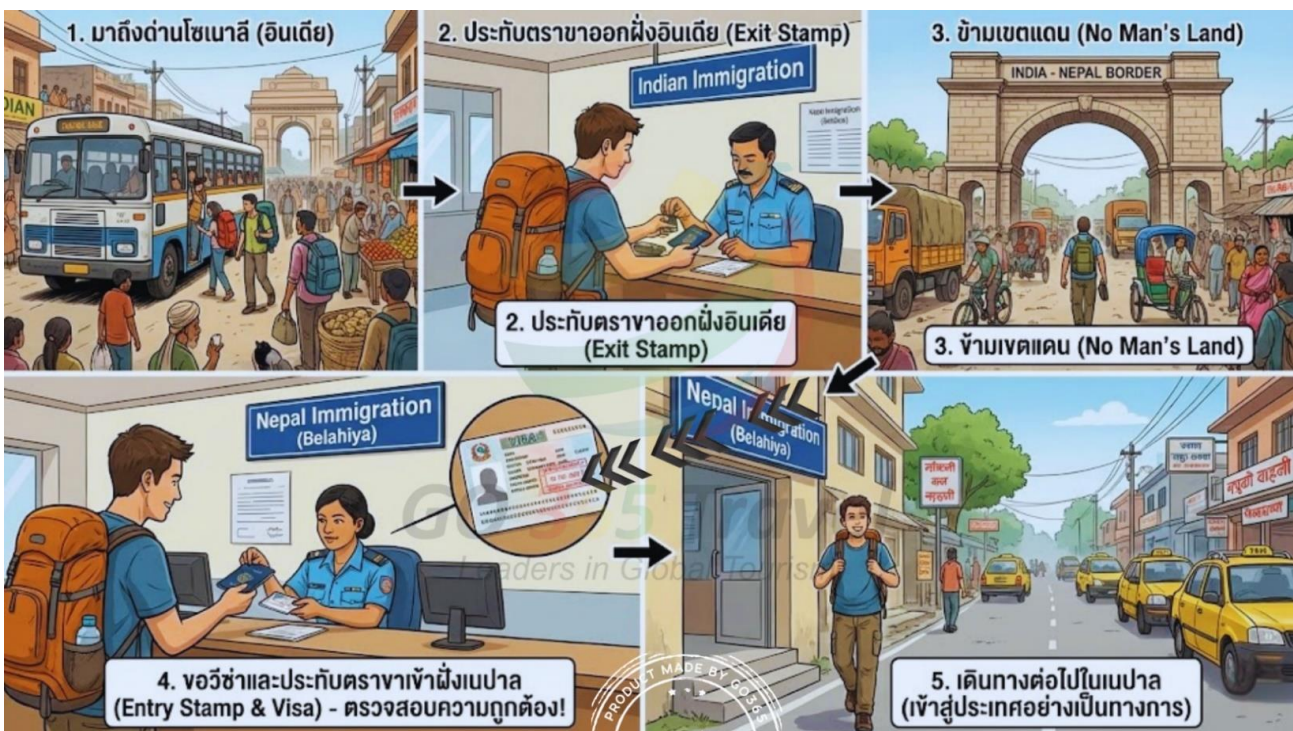 1. มาถึงด่านโซเนาลี (อินเดีย)
DIAN
2. ประทับตราขาออกฝั่งอินเดีย (Exit Stamp)
Indian Immigration
2. ประทับตราขาออกฝั่งอินเดีย
(Exit Stamp)
3. ข้ามเขตแดน (No Man's Land)
INDIA - NEPAL BORDER
3. ข้ามเขตแดน (No Man's Land)
Nepal Immigration
(Belahiya)
VISA
4. ขอวีซ่าและประทับตราขาเข้าฝั่งเนปาล
(Entry Stamp & Visa) - ตรวจสอบความถูกต้อง!
Nepal Immigration
(Belahiya)
TAXI
5. เดินทางต่อไปในเนปาล
(เข้าสู่ประเทศอย่างเป็นทางการ)
Leaders in Global Tourism
PRODUCT MADE BY GO365